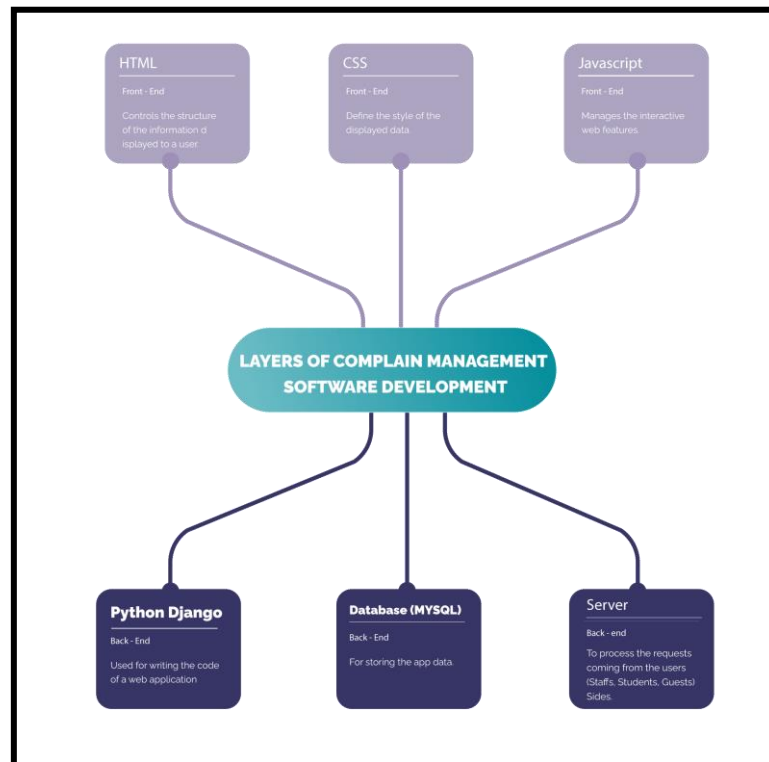 HTML
Front - End
Controls the structure
of the information d
isplayed to a user.
CSS
Front - End
Define the style of the
displayed data.
Javascript
Front - End
Manages the interactive
web features.
LAYERS OF COMPLAIN MANAGEMENT
SOFTWARE DEVELOPMENT
Python Django
Back - End
Used for writing the code
of a web application
Database (MYSQL)
Back - End
For storing the app data.
Server
Back - end
To process the requests
coming from the users
(Staffs, Students, Guests)
Sides.